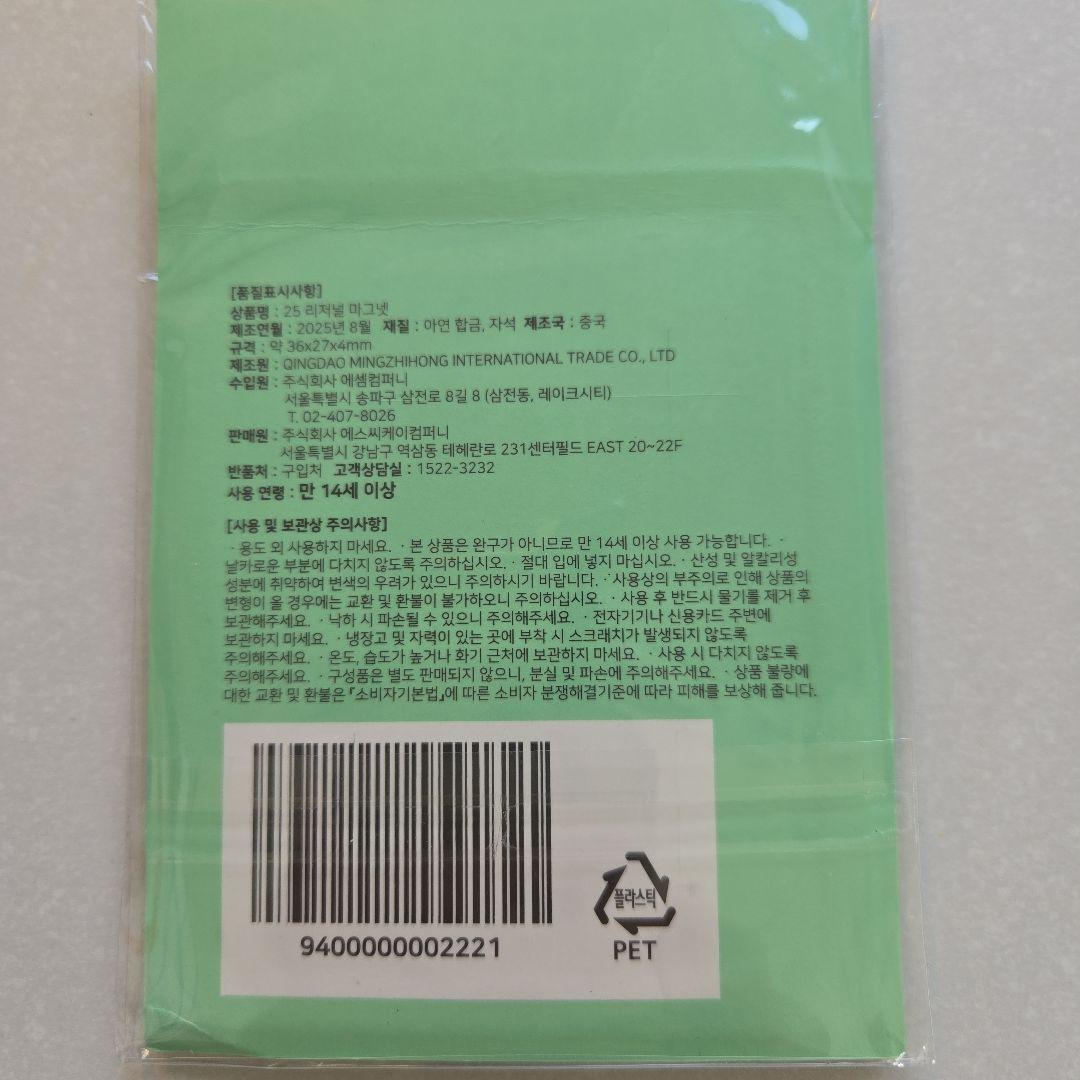 [품질표시사항]
상품명 : 25 리저널 마그넷
제조연월 : 2025년 8월 재질 : 아연 합금, 자석 제조국 : 중국
규격 : 약 36x27x4mm
제조원 : QINGDAO MINGZHIHONG INTERNATIONAL TRADE CO., LTD
수입원 : 주식회사 에셈컴퍼니
서울특별시 송파구 삼전로 8길 8 (삼전동, 레이크시티)
T. 02-407-8026
판매원 : 주식회사 에스씨케이컴퍼니
서울특별시 강남구 역삼동 테헤란로 231센터필드 EAST 20~22F
반품처 : 구입처 고객상담실 : 1522-3232
사용 연령 : 만 14세 이상
[사용 및 보관상 주의사항]
· 용도 외 사용하지 마세요. · 본 상품은 완구가 아니므로 만 14세 이상 사용 가능합니다. ·
날카로운 부분에 다치지 않도록 주의하십시오. · 절대 입에 넣지 마십시오. · 산성 및 알칼리성
성분에 취약하여 변색의 우려가 있으니 주의하시기 바랍니다. · 사용상의 부주의로 인해 상품의
변형이 올 경우에는 교환 및 환불이 불가하오니 주의하십시오. · 사용 후 반드시 물기를 제거 후
보관해주세요. · 낙하 시 파손될 수 있으니 주의해주세요. · 전자기기나 신용카드 주변에
보관하지 마세요. · 냉장고 및 자력이 있는 곳에 부착 시 스크래치가 발생되지 않도록
주의해주세요. · 온도, 습도가 높거나 화기 근처에 보관하지 마세요. · 사용 시 다치지 않도록
주의해주세요. · 구성품은 별도 판매되지 않으니, 분실 및 파손에 주의해주세요. · 상품 불량에
대한 교환 및 환불은 『소비자기본법』에 따른 소비자 분쟁해결기준에 따라 피해를 보상해 줍니다.
9400000002221
플라스틱
PET